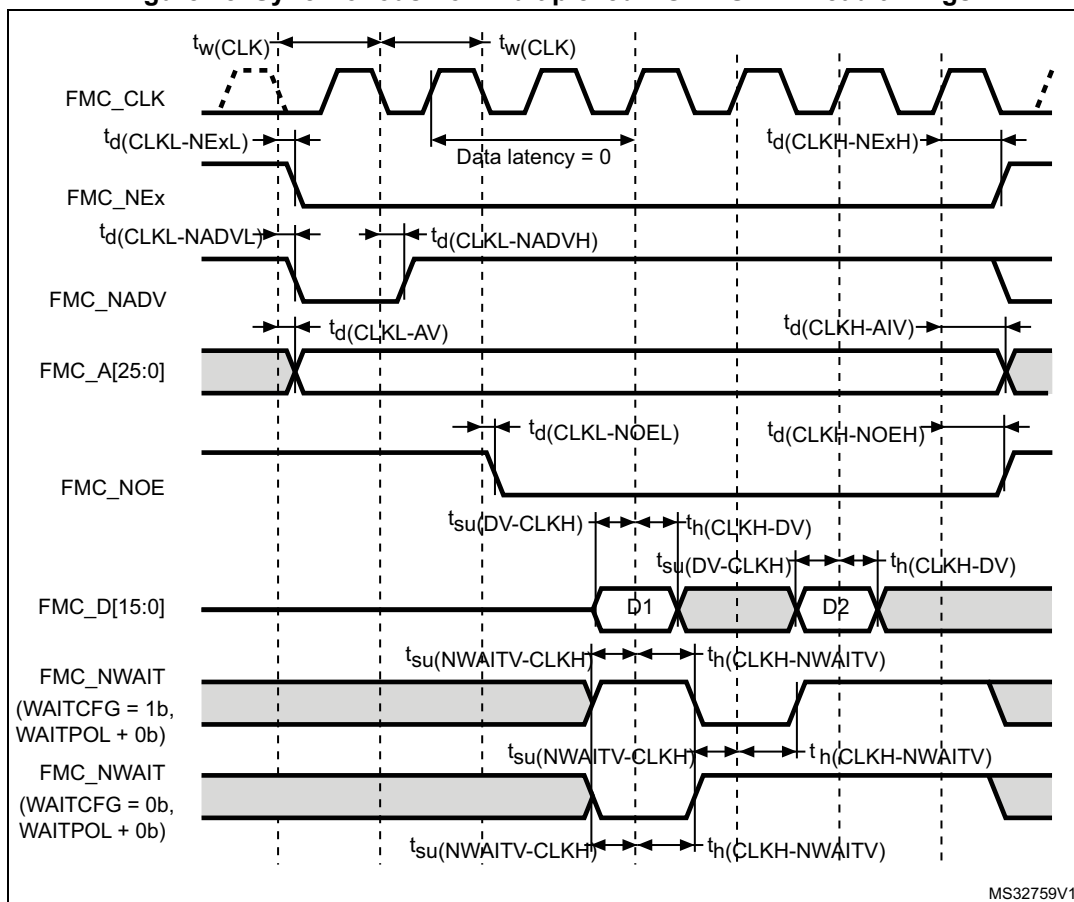 tw(CLK) tw(CLK)
FMC_CLK
td(CLKL-NExL) Data latency = 0 td(CLKH-NExH)
FMC_NEx
td(CLKL-NADVL) td(CLKL-NADVH)
FMC_NADV
td(CLKL-AV) td(CLKH-AIV)
FMC_A[25:0]
td(CLKL-NOEL) td(CLKH-NOEH)
FMC_NOE
tsu(DV-CLKH) th(CLKH-DV)
tsu(DV-CLKH) th(CLKH-DV)
FMC_D[15:0] D1 D2
tsu(NWAITV-CLKH) th(CLKH-NWAITV)
FMC_NWAIT
(WAITCFG = 1b,
WAITPOL + 0b)
tsu(NWAITV-CLKH) th(CLKH-NWAITV)
FMC_NWAIT
(WAITCFG = 0b,
WAITPOL + 0b)
tsu(NWAITV-CLKH) th(CLKH-NWAITV)
MS32759V1